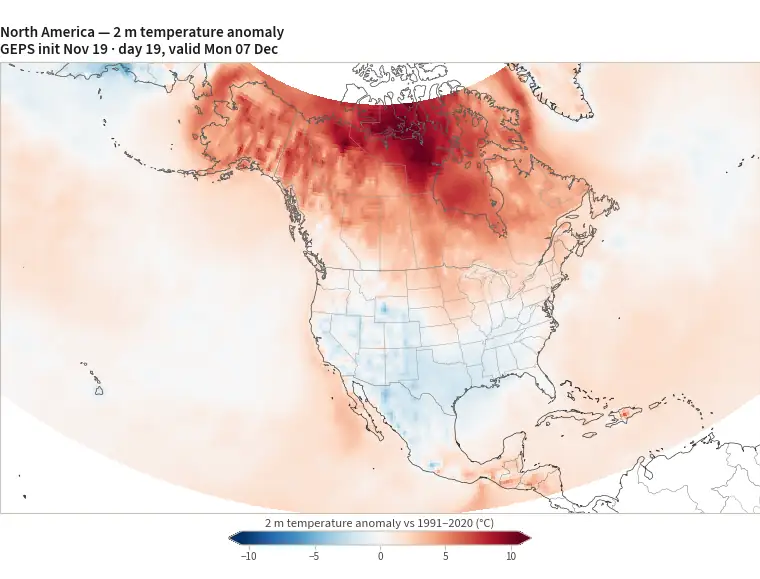 North America — 2 m temperature anomaly
GEPS init Nov 19 · day 19, valid Mon 07 Dec
2 m temperature anomaly vs 1991–2020 (°C)
−10 −5 0 5 10